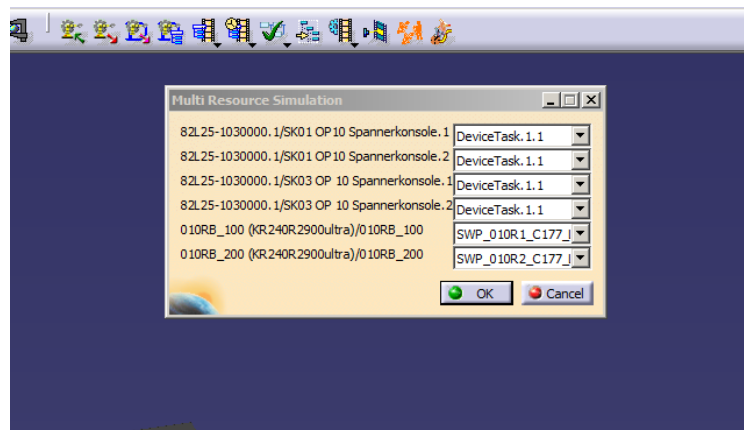 Multi Resource Simulation
82L25-1030000.1/SK01 OP10 Spannerkonsole.1 DeviceTask.1.1
82L25-1030000.1/SK01 OP10 Spannerkonsole.2 DeviceTask.1.1
82L25-1030000.1/SK03 OP 10 Spannerkonsole.1 DeviceTask.1.1
82L25-1030000.1/SK03 OP 10 Spannerkonsole.2 DeviceTask.1.1
010RB_100 (KR240R2900ultra)/010RB_100 SWP_010R1_C177_
010RB_200 (KR240R2900ultra)/010RB_200 SWP_010R2_C177_
OK Cancel